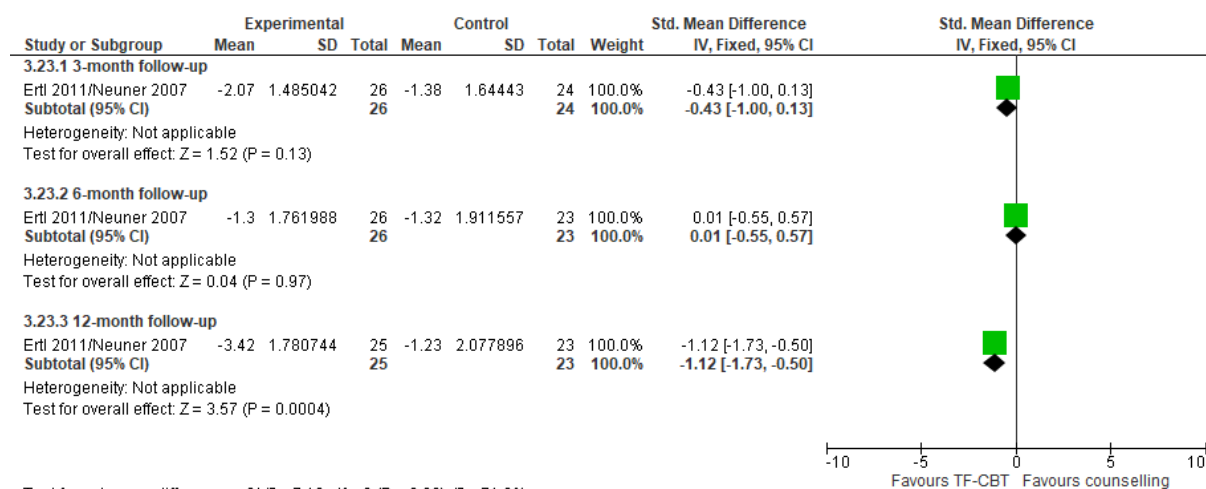 Experimental Control Std. Mean Difference Std. Mean Difference
Study or Subgroup Mean SD Total Mean SD Total Weight IV, Fixed, 95% CI IV, Fixed, 95% CI
3.23.1 3-month follow-up
Ertl 2011/Neuner 2007 -2.07 1.485042 26 -1.38 1.64443 24 100.0% -0.43 [-1.00, 0.13]
Subtotal (95% CI) 26 24 100.0% -0.43 [-1.00, 0.13]
Heterogeneity: Not applicable
Test for overall effect: Z = 1.52 (P = 0.13)
3.23.2 6-month follow-up
Ertl 2011/Neuner 2007 -1.3 1.761988 26 -1.32 1.911557 23 100.0% 0.01 [-0.55, 0.57]
Subtotal (95% CI) 26 23 100.0% 0.01 [-0.55, 0.57]
Heterogeneity: Not applicable
Test for overall effect: Z = 0.04 (P = 0.97)
3.23.3 12-month follow-up
Ertl 2011/Neuner 2007 -3.42 1.780744 25 -1.23 2.077896 23 100.0% -1.12 [-1.73, -0.50]
Subtotal (95% CI) 25 23 100.0% -1.12 [-1.73, -0.50]
Heterogeneity: Not applicable
Test for overall effect: Z = 3.57 (P = 0.0004)
-10 -5 0 5 10
Favours TF-CBT Favours counselling